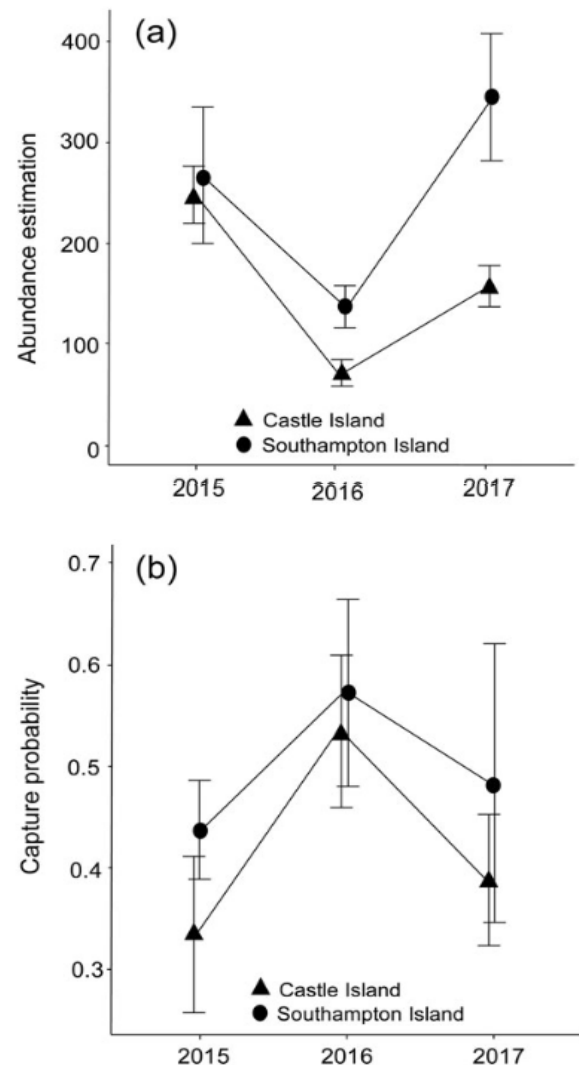 (a)
400
300
200
100
0
Abundance estimation
Castle Island
Southampton Island
2015 2016 2017
(b)
0.7
0.6
0.5
0.4
0.3
Capture probability
Castle Island
Southampton Island
2015 2016 2017